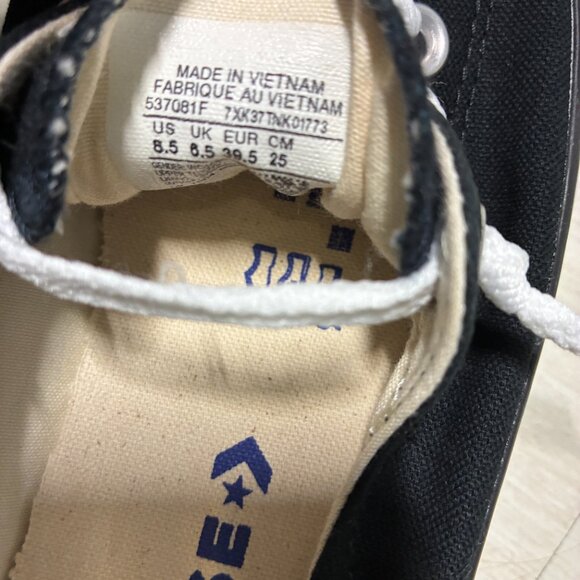 MADE IN VIETNAM
FABRIQUE AU VIETNAM
537081F 7XK37TNK01773
US UK EUR CM
8.5 6.5 39.5 25
SE